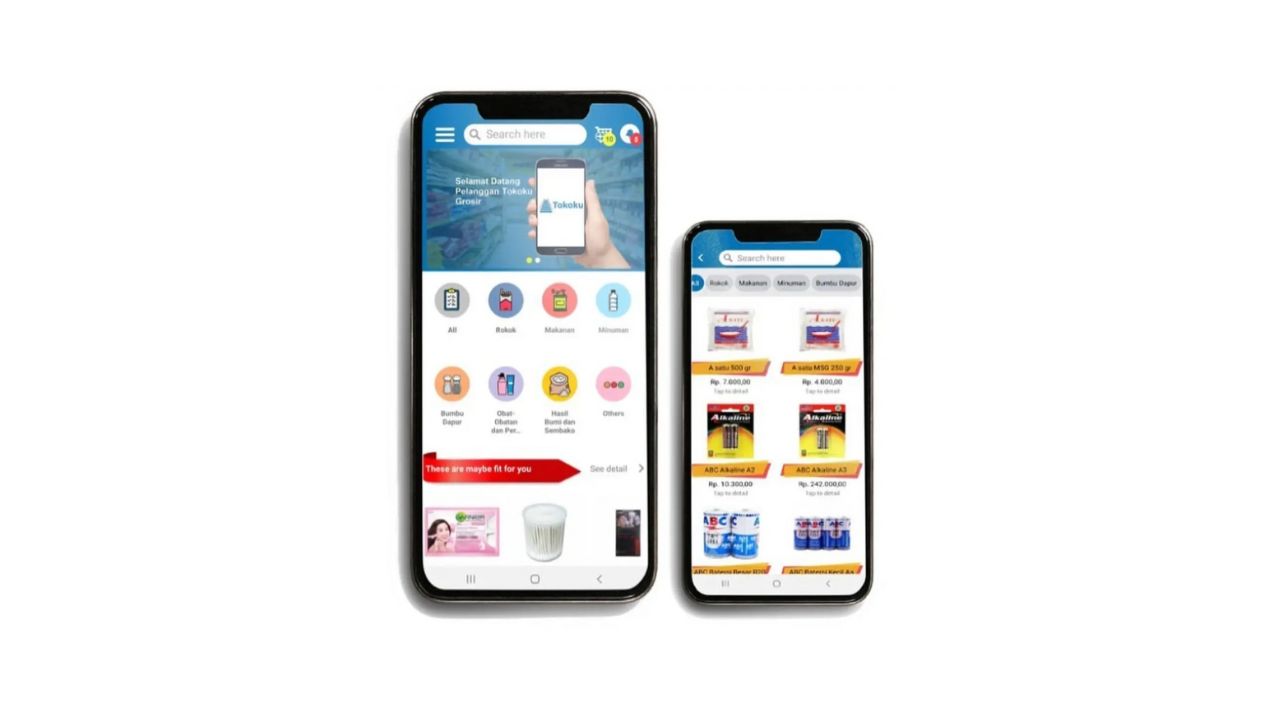 Search here
10
Selamat Datang
Pelanggan Tokoku
Grosir
Tokoku
All
Rokok
Makanan
Minuman
Bumbu
Dapur
Obat-
Obatan
dan Per...
Hasil
Bumi dan
Sembako
Others
These are maybe fit for you
See detail
GARNIER
Search here
All
Rokok
Makanan
Minuman
Bumbu Dapur
A satu 500 gr
Rp. 7.600,00
Tap to detail
A satu MSG 250 gr
Rp. 4.600,00
Tap to detail
Alkaline
ABC Alkaline A2
Rp. 10.300,00
Tap to detail
Alkaline
ABC Alkaline A3
Rp. 242.000,00
Tap to detail
ABC
ABC Baterai Besar R20
ABC
ABC Baterai Kecil Aa